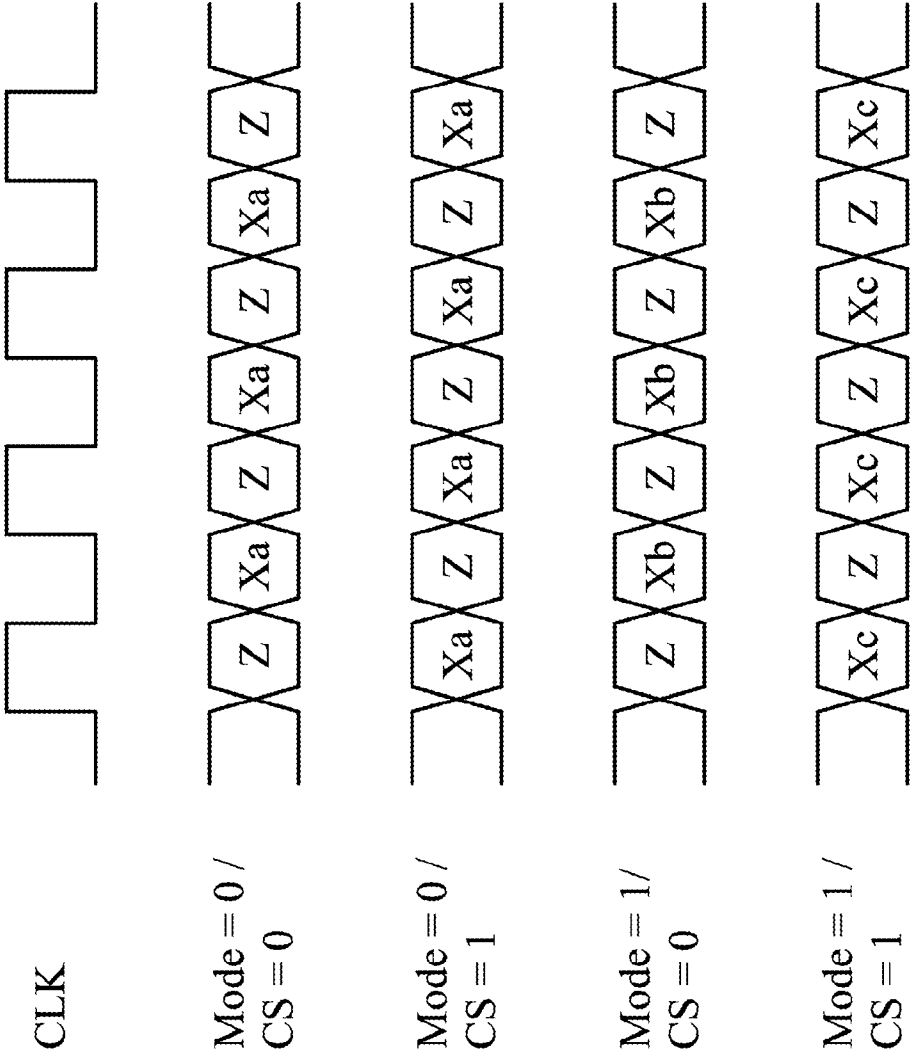 CLK
Mode = 0 /
CS = 0
Z Xa Z Xa Z Xa Z
Mode = 0 /
CS = 1
Xa Z Xa Z Xa Z Xa
Mode = 1/
CS = 0
Z Xb Z Xb Z Xb Z
Mode = 1 /
CS = 1
Xc Z Xc Z Xc Z Xc